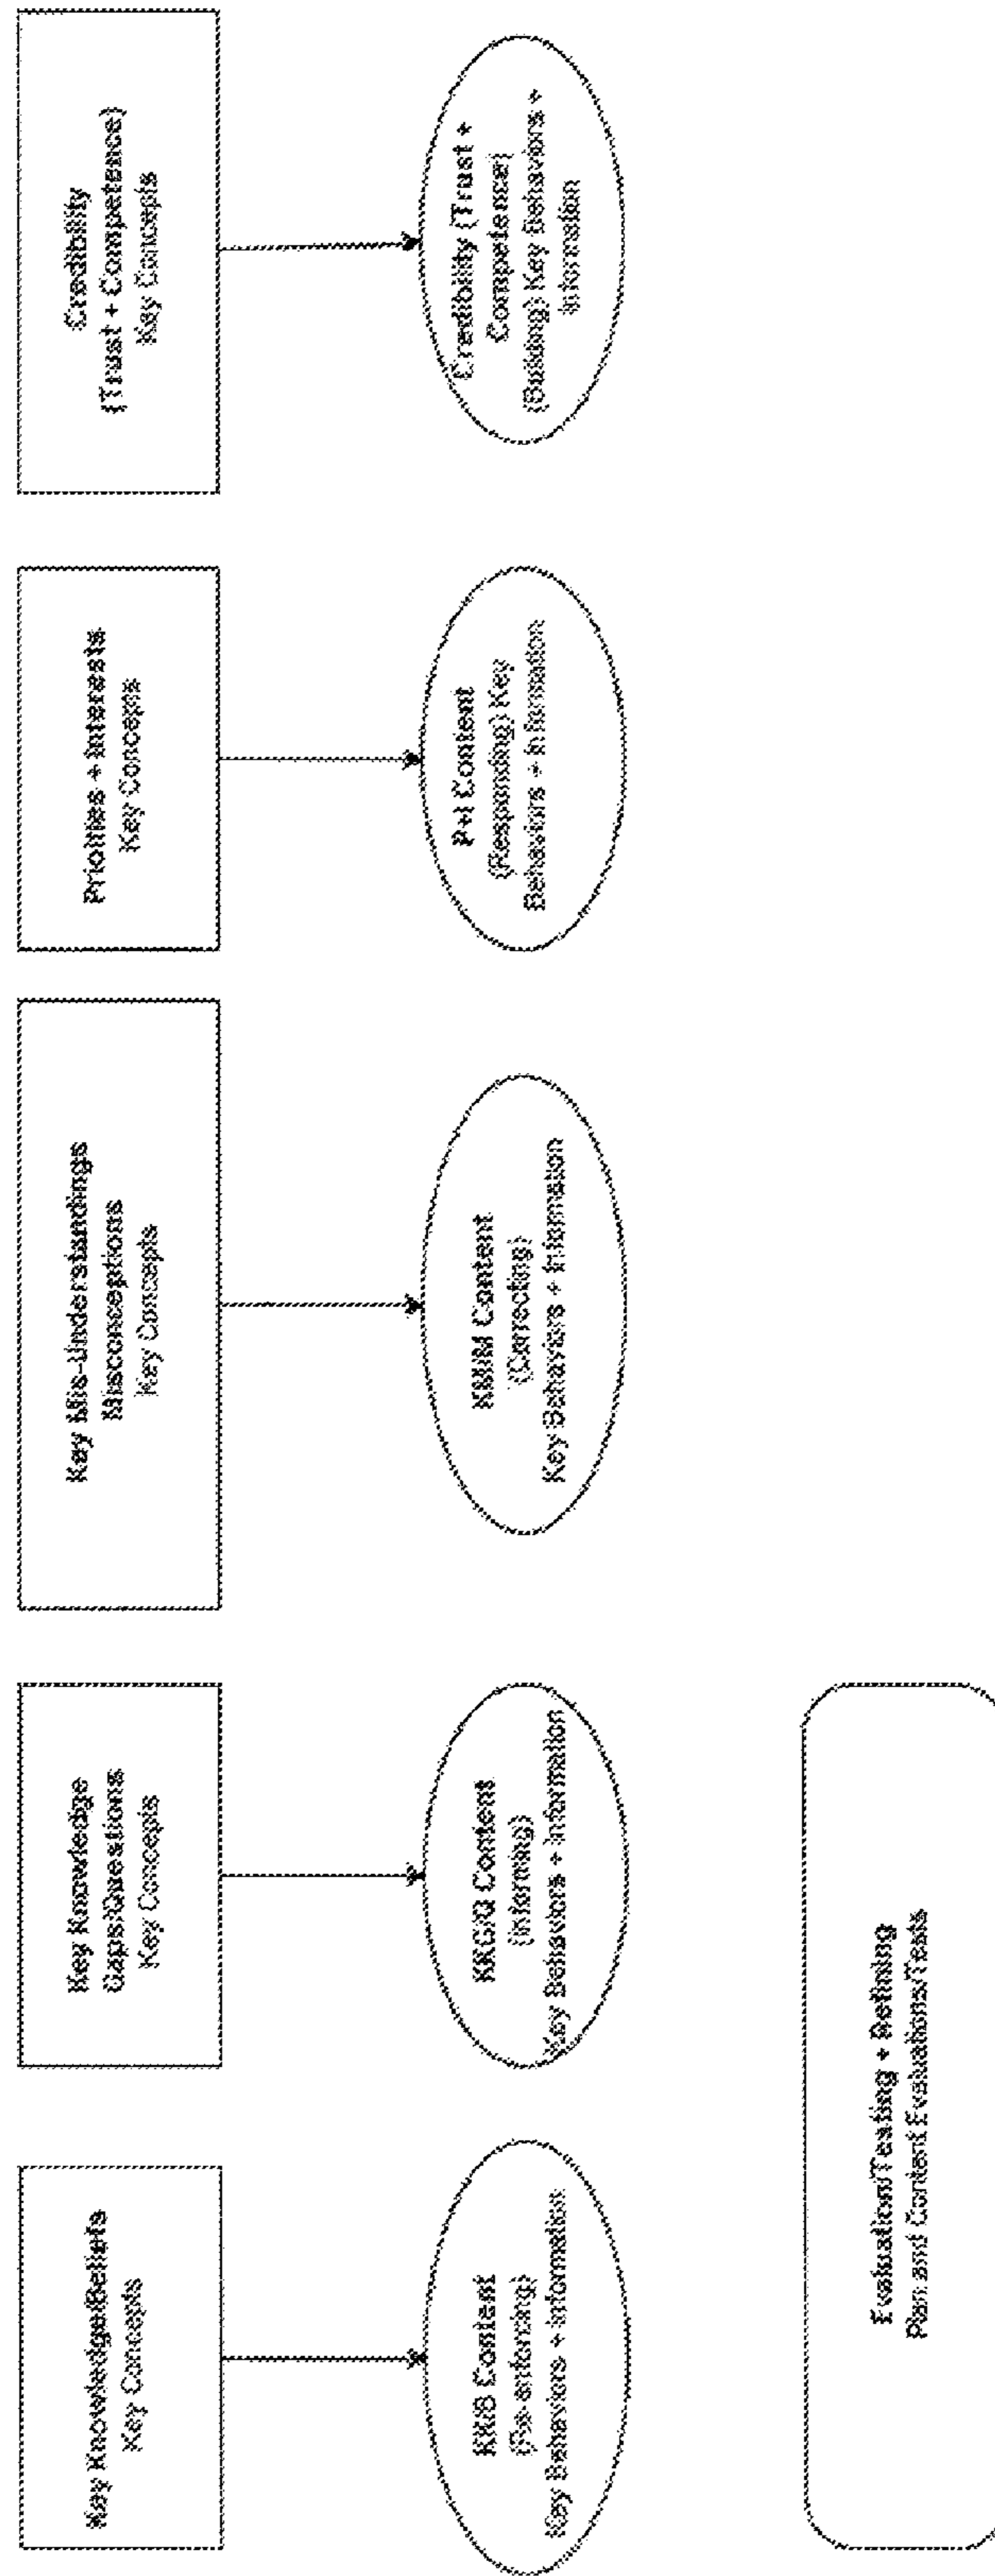 Key Knowledge/Beliefs
Key Concepts
Key Knowledge
Gaps/Questions
Key Concepts
Key Mis-Understandings
Misconceptions
Key Concepts
Priorities + Interests
Key Concepts
Credibility
(Trust + Competence)
Key Concepts
KK/B Content
(Re-enforcing)
Key Behaviors + Information
KKG/Q Content
(Informing)
Key Behaviors + Information
KM/M Content
(Correcting)
Key Behaviors + Information
P+I Content
(Responding) Key
Behaviors + Information
Credibility (Trust +
Competence)
(Building) Key Behaviors +
Information
Evaluation/Testing + Refining
Plan and Content Evaluations/Tests